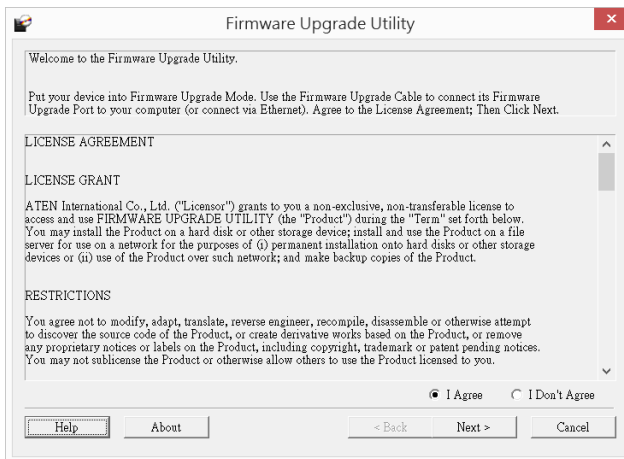 Firmware Upgrade Utility
Welcome to the Firmware Upgrade Utility.
Put your device into Firmware Upgrade Mode. Use the Firmware Upgrade Cable to connect its Firmware
Upgrade Port to your computer (or connect via Ethernet). Agree to the License Agreement; Then Click Next.
LICENSE AGREEMENT
LICENSE GRANT
ATEN International Co., Ltd. ("Licensor") grants to you a non-exclusive, non-transferable license to
access and use FIRMWARE UPGRADE UTILITY (the "Product") during the "Term" set forth below.
You may install the Product on a hard disk or other storage device; install and use the Product on a file
server for use on a network for the purposes of (i) permanent installation onto hard disks or other storage
devices or (ii) use of the Product over such network; and make backup copies of the Product.
RESTRICTIONS
You agree not to modify, adapt, translate, reverse engineer, recompile, disassemble or otherwise attempt
to discover the source code of the Product, or create derivative works based on the Product, or remove
any proprietary notices or labels on the Product, including copyright, trademark or patent pending notices.
You may not sublicense the Product or otherwise allow others to use the Product licensed to you.
I Agree I Don't Agree
Help About < Back Next > Cancel